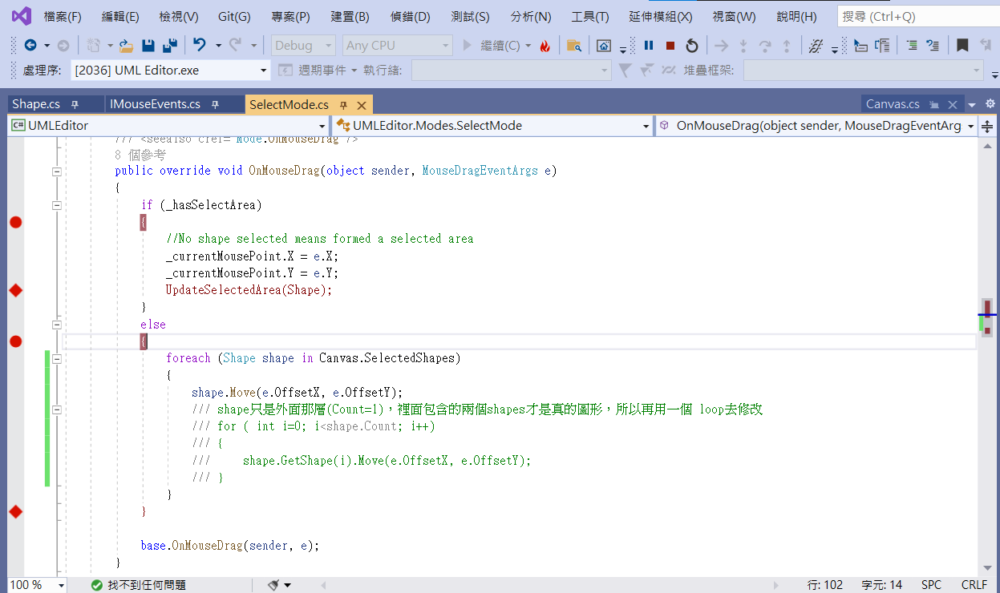 檔案(F) 編輯(E) 檢視(V) Git(G) 專案(P) 建置(B) 偵錯(D) 測試(S) 分析(N) 工具(T) 延伸模組(X) 視窗(W) 說明(H) 搜尋 (Ctrl+Q)
Debug Any CPU 繼續(C)
處理序: [2036] UML Editor.exe 週期事件 執行緒: 堆疊框架:
Shape.cs IMouseEvents.cs SelectMode.cs Canvas.cs
C# UMLEditor UMLEditor.Modes.SelectMode OnMouseDrag(object sender, MouseDragEventArg
/// <seealso cref="Mode.OnMouseDrag"/>
8 個參考
public override void OnMouseDrag(object sender, MouseDragEventArgs e)
{
if (_hasSelectArea)
{
//No shape selected means formed a selected area
_currentMousePoint.X = e.X;
_currentMousePoint.Y = e.Y;
UpdateSelectedArea(Shape);
}
else
{
foreach (Shape shape in Canvas.SelectedShapes)
{
shape.Move(e.OffsetX, e.OffsetY);
/// shape只是外面那層(Count=1)，裡面包含的兩個shapes才是真的圖形，所以再用一個 loop去修改
/// for ( int i=0; i<shape.Count; i++)
/// {
/// shape.GetShape(i).Move(e.OffsetX, e.OffsetY);
/// }
}
}
base.OnMouseDrag(sender, e);
}
100 % 找不到任何問題 行: 102 字元: 14 SPC CRLF